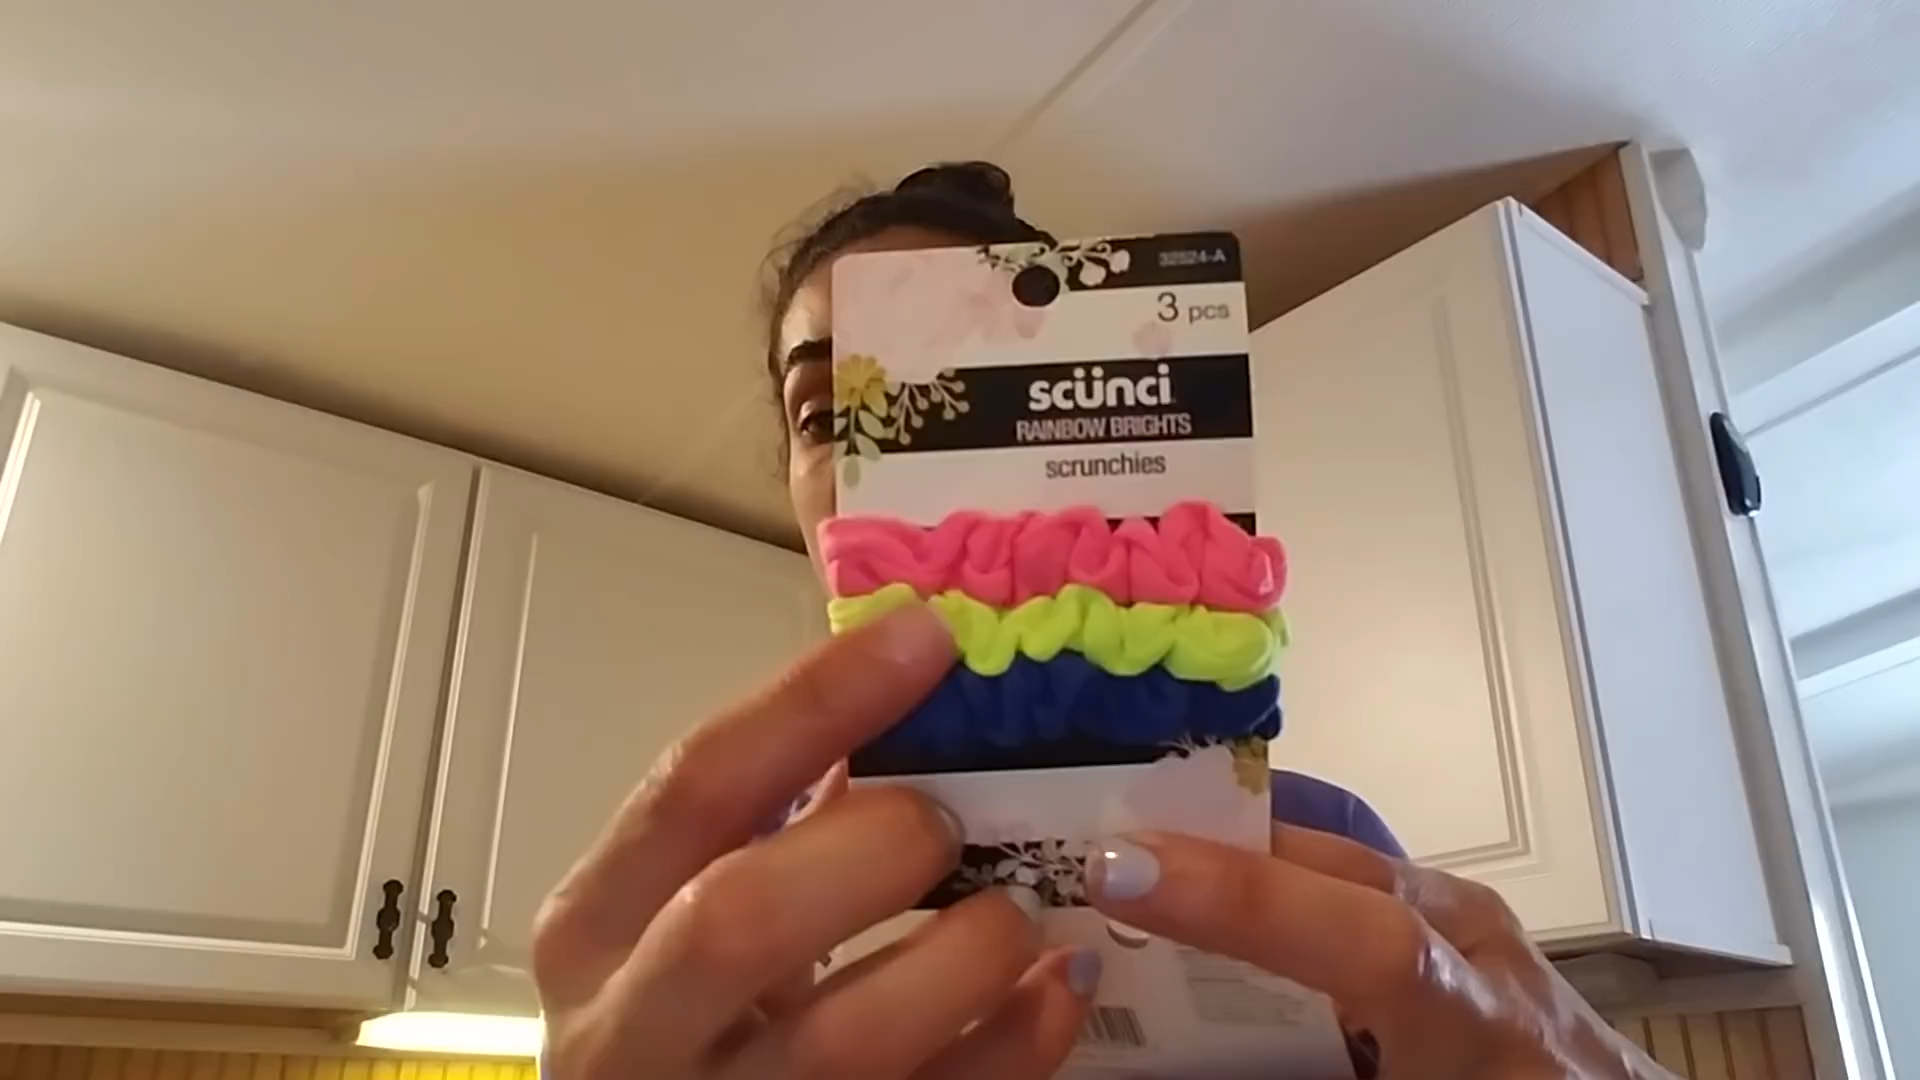 32524-A
3 pcs
scünci
RAINBOW BRIGHTS
scrunchies